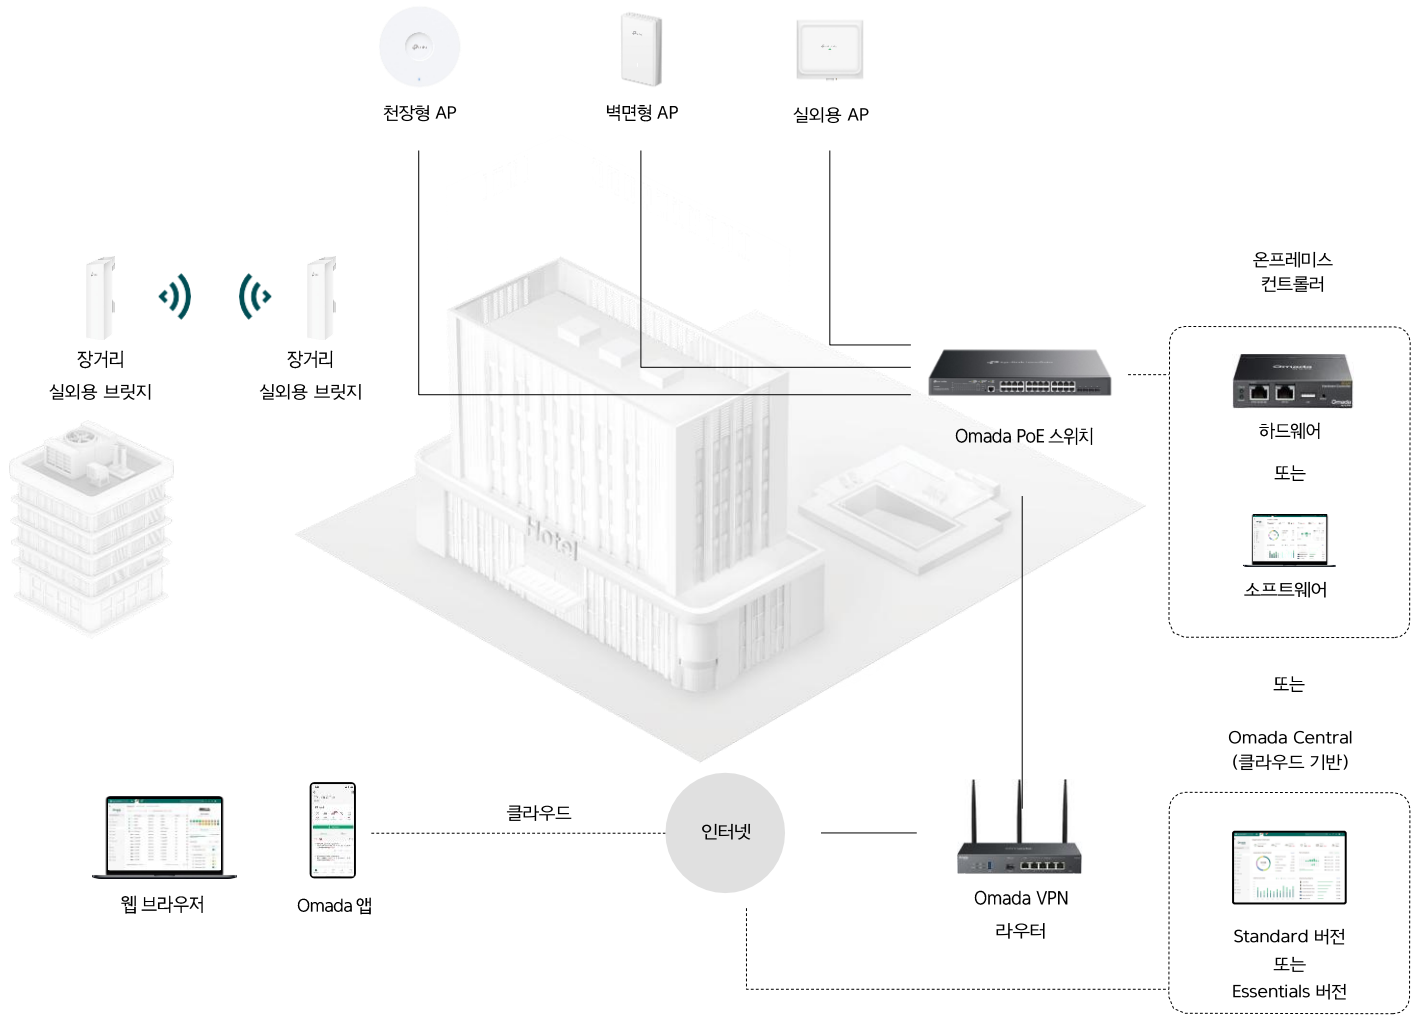 천장형 AP
벽면형 AP
실외용 AP
장거리
실외용 브릿지
장거리
실외용 브릿지
온프레미스
컨트롤러
Omada
Omada
하드웨어
또는
소프트웨어
Omada PoE 스위치
Hotel
또는
Omada Central
(클라우드 기반)
웹 브라우저
Omada 앱
클라우드
인터넷
Omada VPN
라우터
Standard 버전
또는
Essentials 버전